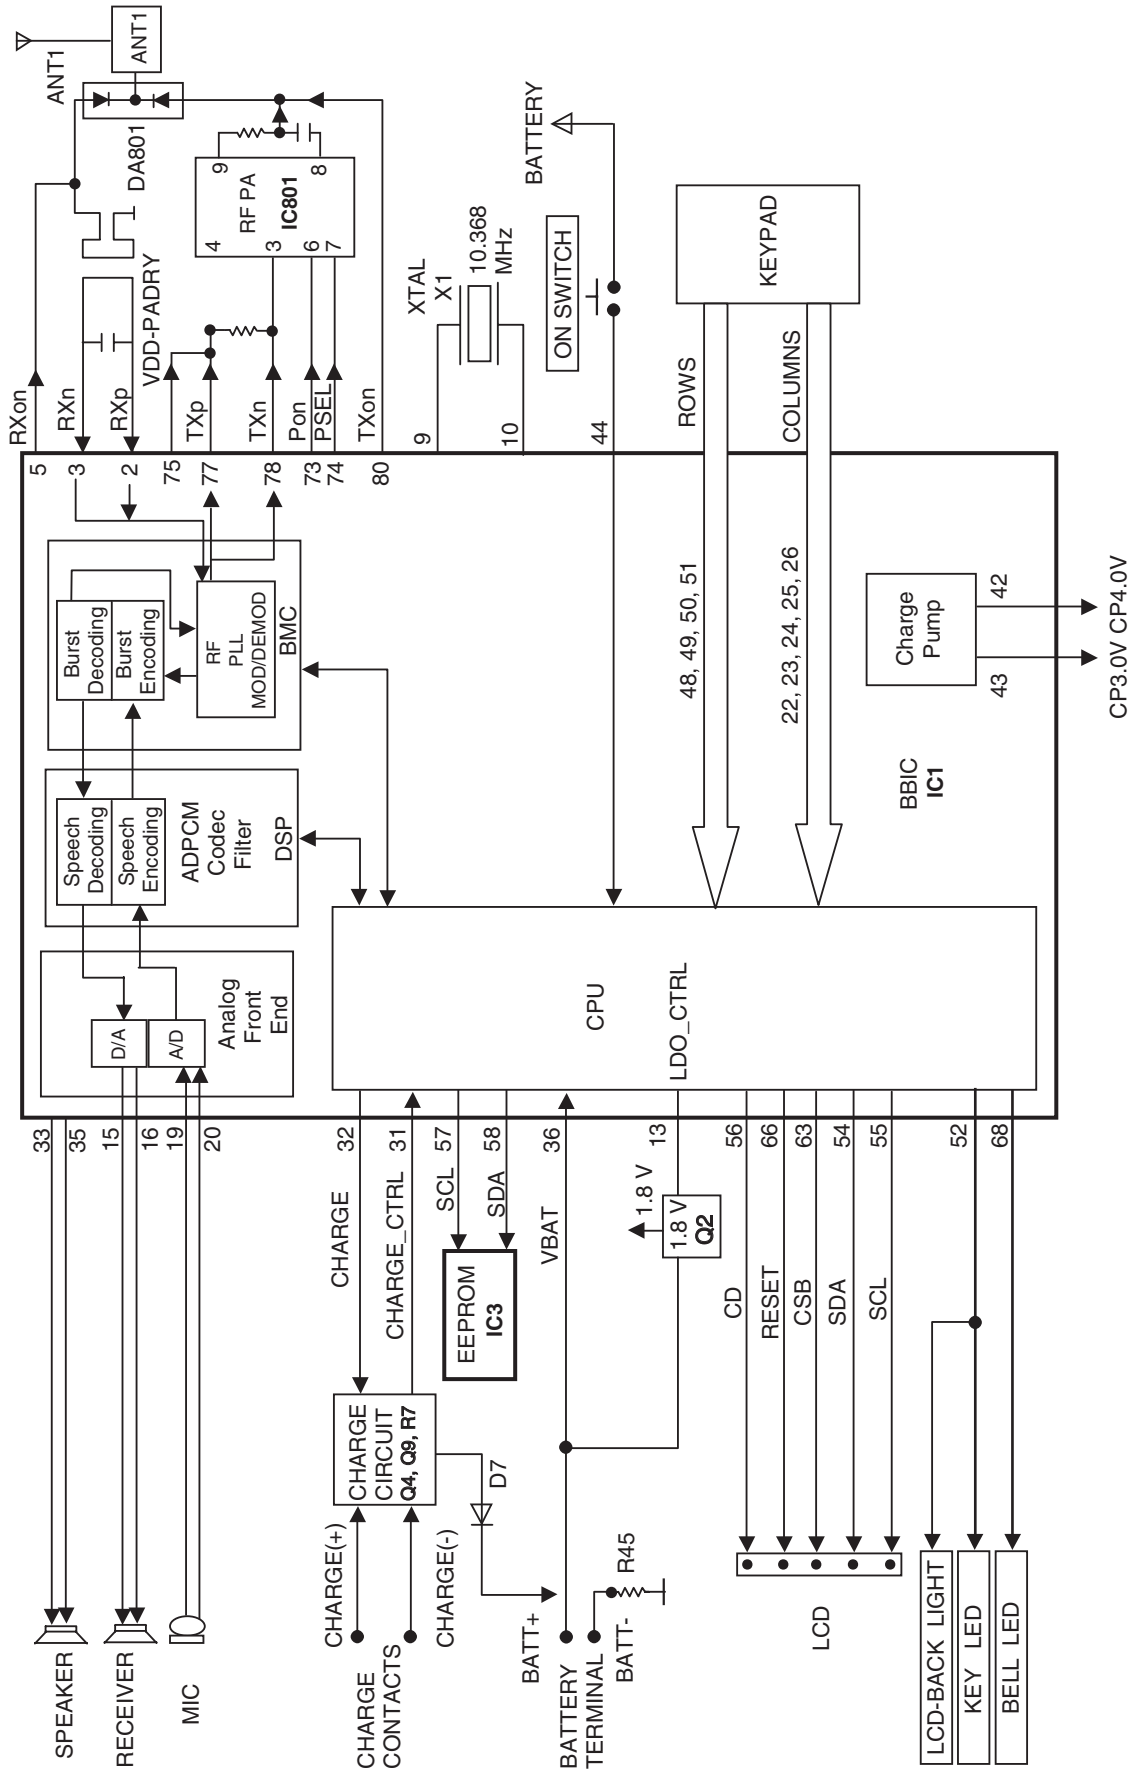 ANT1
ANT1
DA801
RXon
RXn
RXp
VDD-PADRY
TXp
TXn
Pon
PSEL
TXon
RF PA
IC801
4
3
6
7
9
8
BATTERY
XTAL
X1
10.368
MHz
ON SWITCH
KEYPAD
ROWS
COLUMNS
5
3
2
75
77
78
73
74
80
9
10
44
48, 49, 50, 51
22, 23, 24, 25, 26
Burst
Decoding
Burst
Encoding
RF
PLL
MOD/DEMOD
BMC
Speech
Decoding
Speech
Encoding
ADPCM
Codec
Filter
DSP
D/A
A/D
Analog
Front
End
CPU
LDO_CTRL
BBIC
IC1
Charge
Pump
42
43
CP3.0V CP4.0V
33
35
15
16
19
20
32
31
57
58
36
13
56
66
63
54
55
52
68
SPEAKER
RECEIVER
MIC
CHARGE
CHARGE_CTRL
SCL
SDA
EEPROM
IC3
VBAT
1.8 V
1.8 V
Q2
CHARGE
CIRCUIT
Q4, Q9, R7
D7
CHARGE(+)
CHARGE
CONTACTS
CHARGE(-)
BATT+
BATTERY
TERMINAL
BATT-
R45
CD
RESET
CSB
SDA
SCL
LCD
LCD-BACK LIGHT
KEY LED
BELL LED